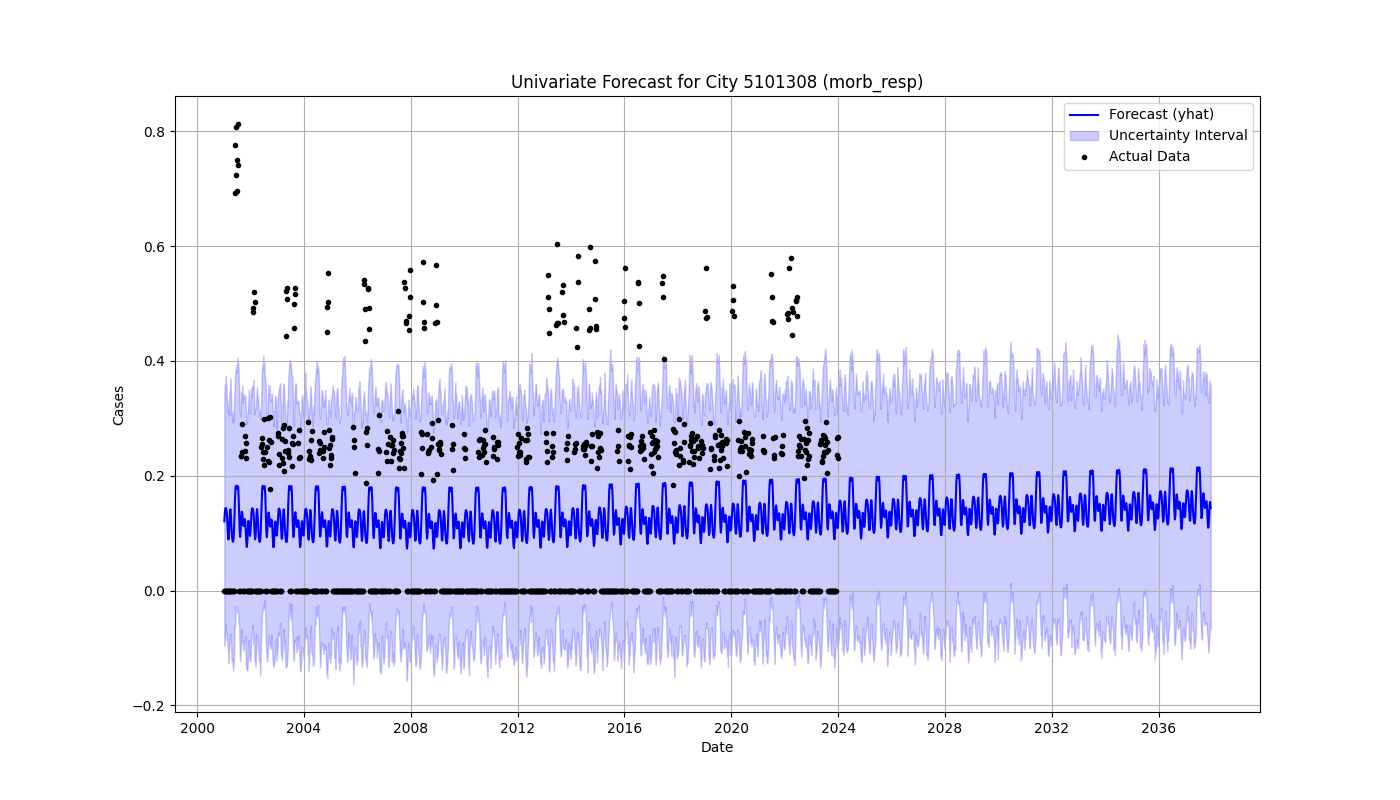 Univariate Forecast for City 5101308 (morb_resp)
Forecast (yhat)
Uncertainty Interval
Actual Data
Cases
0.8
0.6
0.4
0.2
0.0
−0.2
2000 2004 2008 2012 2016 2020 2024 2028 2032 2036
Date